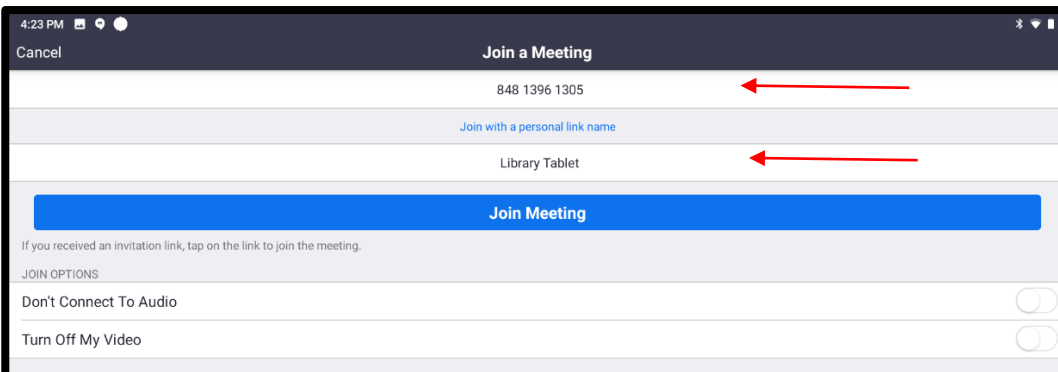 4:23 PM
Cancel
Join a Meeting
848 1396 1305
Join with a personal link name
Library Tablet
Join Meeting
If you received an invitation link, tap on the link to join the meeting.
JOIN OPTIONS
Don't Connect To Audio
Turn Off My Video